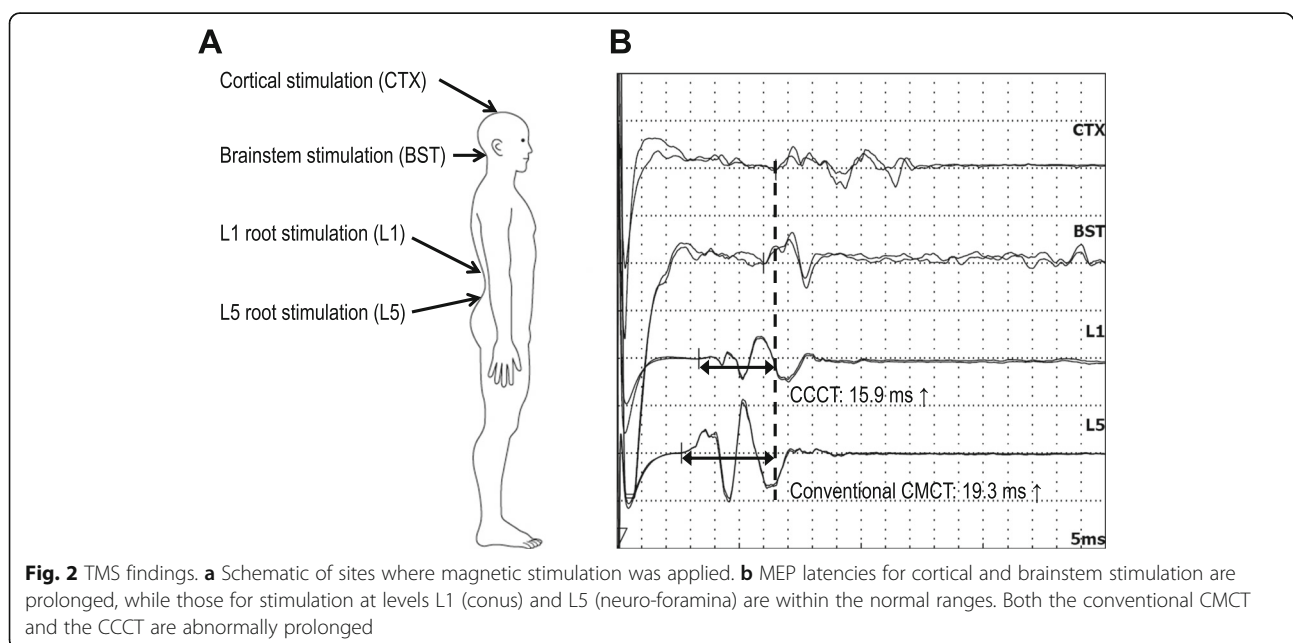 A
B
Cortical stimulation (CTX)
Brainstem stimulation (BST)
L1 root stimulation (L1)
L5 root stimulation (L5)
CTX
BST
L1
CCCT: 15.9 ms ↑
L5
Conventional CMCT: 19.3 ms ↑
5ms
Fig. 2 TMS findings. a Schematic of sites where magnetic stimulation was applied. b MEP latencies for cortical and brainstem stimulation are
prolonged, while those for stimulation at levels L1 (conus) and L5 (neuro-foramina) are within the normal ranges. Both the conventional CMCT
and the CCCT are abnormally prolonged